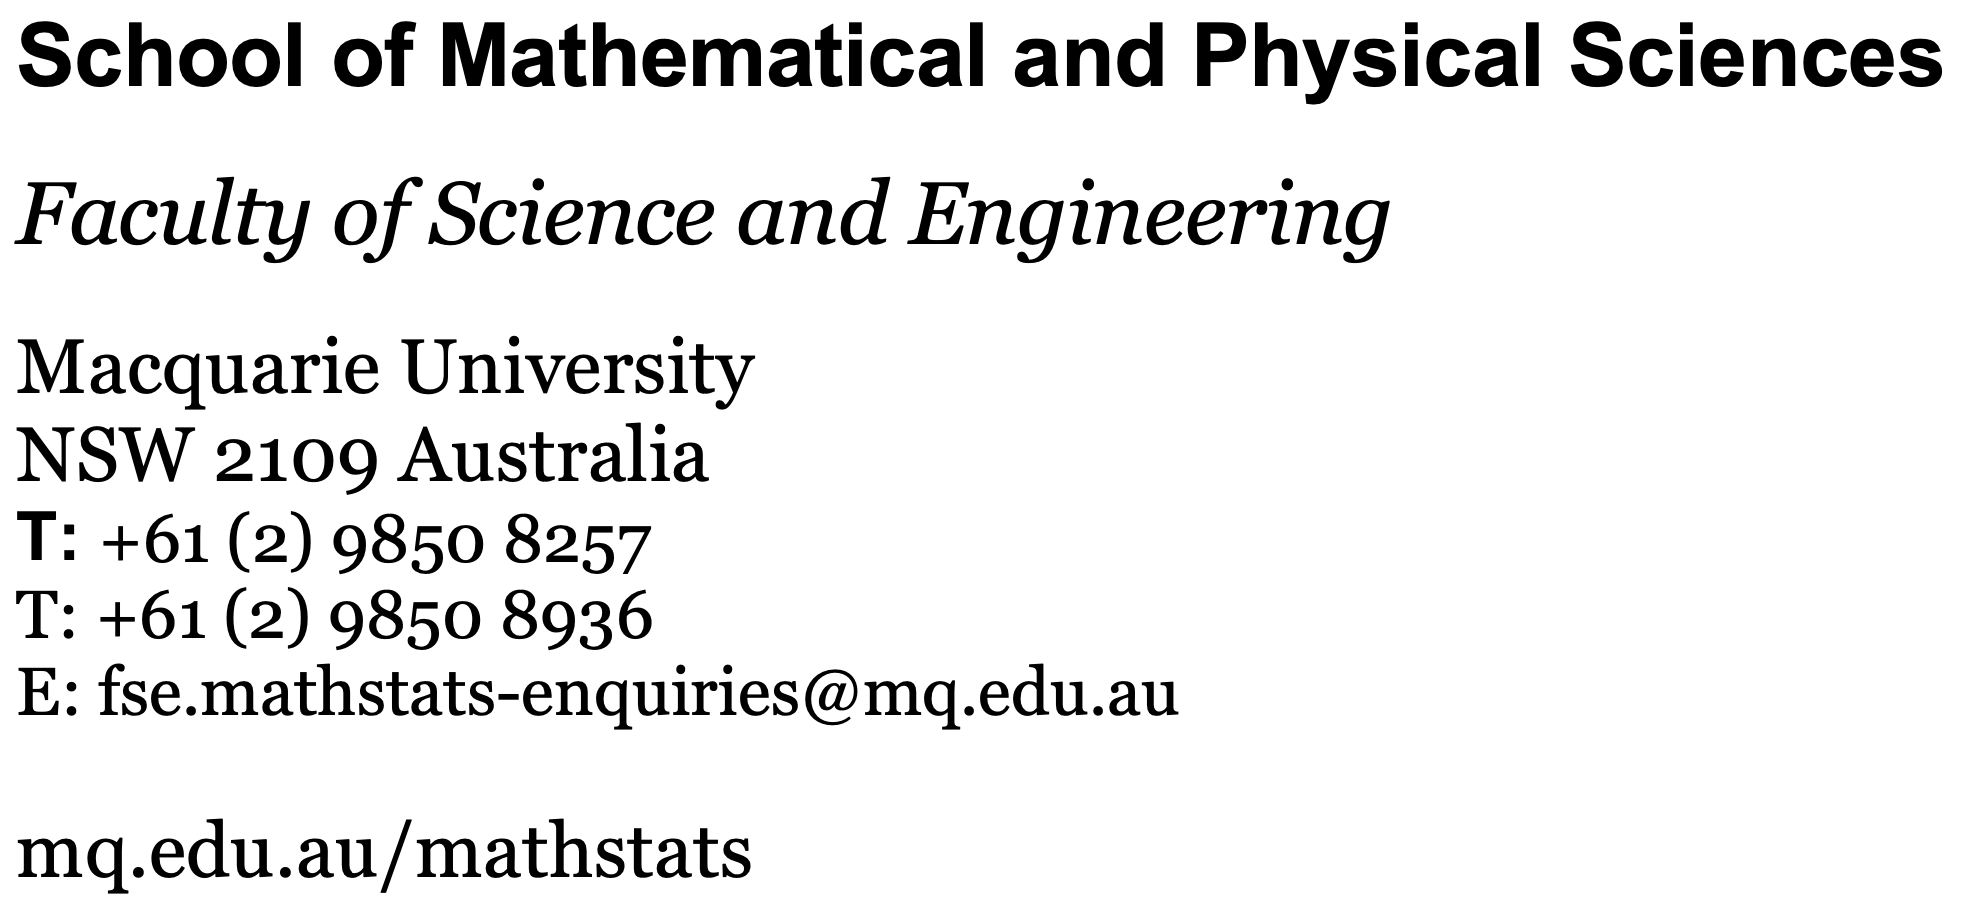 School of Mathematical and Physical Sciences
Faculty of Science and Engineering
Macquarie University
NSW 2109 Australia
T: +61 (2) 9850 8257
T: +61 (2) 9850 8936
E: fse.mathstats-enquiries@mq.edu.au
mq.edu.au/mathstats